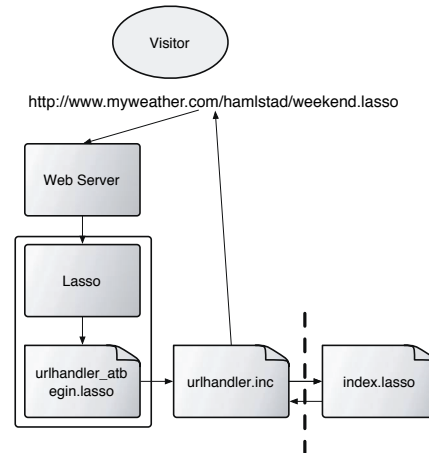 Visitor
http://www.myweather.com/hamlstad/weekend.lasso
Web Server
Lasso
urlhandler_atb
egin.lasso
urlhandler.inc
index.lasso